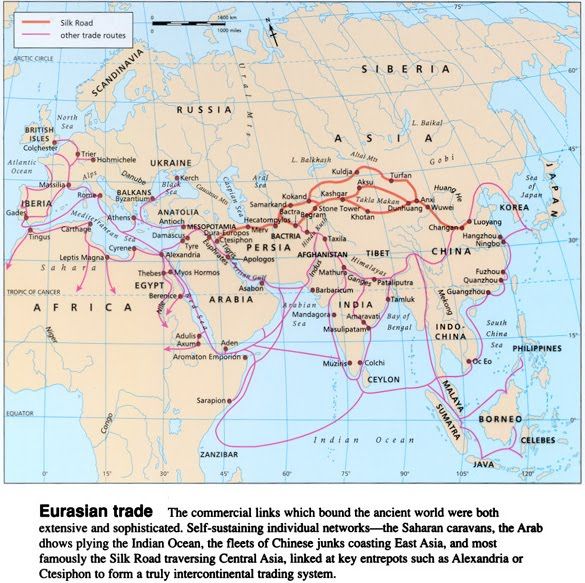 Silk Road
other trade routes
0
1400 km
0
1000 mls
N
75°
ARCTIC CIRCLE
SCANDINAVIA
SIBERIA
60°
Ural Mts
RUSSIA
North
Sea
BRITISH
ISLES
Colchester
ASIA
L. Baikal
Trier
Hohmichele
Atlantic
Ocean
UKRAINE
L. Balkhash
Altai Mts
Gobi
45°
Alps
Danube
Kerch
Aral
Sea
Kuldja
Turfan
Massilia
BALKANS
Black
Sea
Caucasus Mts
Caspian Sea
Aksu
JAPAN
Rome
Byzantium
Kokand
Kashgar
Takla Makan
Anxi
Huang He
Sea
of
Japan
IBERIA
Samarkand
Stone Tower
Dunhuang
Wuwei
KOREA
Gades
Athens
ANATOLIA
Bactra
Begram
Khotan
Antioch
MESOPOTAMIA
Hecatompylos
Merv
BACTRIA
Hindu Kush
Changan
Luoyang
Mediterranean Sea
Dura-Europos
Tingus
Carthage
Damascus
Tigris
Ctesiphon
PERSIA
Taxila
Hangzhou
Tyre
Euphrates
AFGHANISTAN
TIBET
CHINA
Ningbo
30°
Cyrene
Alexandria
Apologos
Leptis Magna
Persian Gulf
Indus
Mathura
Himalayas
Sahara
Thebes
Myos Hormos
Ganges
Pataliputra
Fuzhou
EGYPT
Asabon
Barbaricum
Quanzhou
TROPIC OF CANCER
Berenice
INDIA
Tamluk
Guangzhou
AFRICA
Nile
Red Sea
ARABIA
Arabian
Sea
Mandagora
Amaravati
Bay of
Bengal
Mekong
Masulipatam
INDO-
CHINA
South
China
Sea
15°
Niger
Adulis
Axum
Aden
PHILIPPINES
Aromaton Emporion
Muziris
Colchi
Oc Eo
CEYLON
Sarapion
MALAYA
EQUATOR
Congo
SUMATRA
BORNEO
0°
CELEBES
Indian Ocean
ZANZIBAR
JAVA
0°
15°
30°
45°
60°
75°
90°
105°
120°
Eurasian trade The commercial links which bound the ancient world were both
extensive and sophisticated. Self-sustaining individual networks—the Saharan caravans, the Arab
dhows plying the Indian Ocean, the fleets of Chinese junks coasting East Asia, and most
famously the Silk Road traversing Central Asia, linked at key entrepots such as Alexandria or
Ctesiphon to form a truly intercontinental trading system.